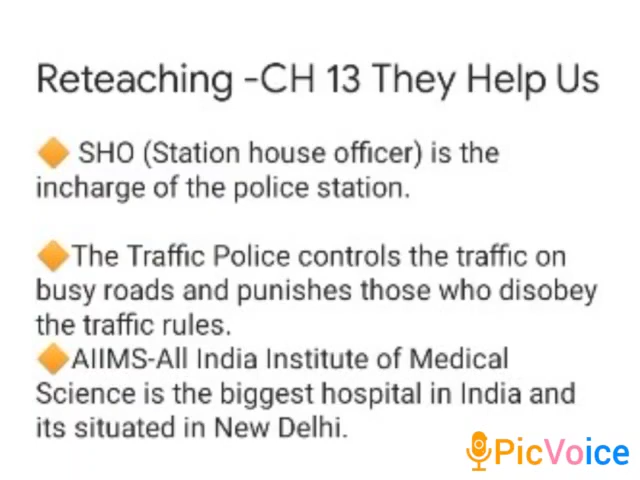 Reteaching -CH 13 They Help Us
🔶 SHO (Station house officer) is the
incharge of the police station.
🔶The Traffic Police controls the traffic on
busy roads and punishes those who disobey
the traffic rules.
🔶AIIMS-All India Institute of Medical
Science is the biggest hospital in India and
its situated in New Delhi.
PicVoice